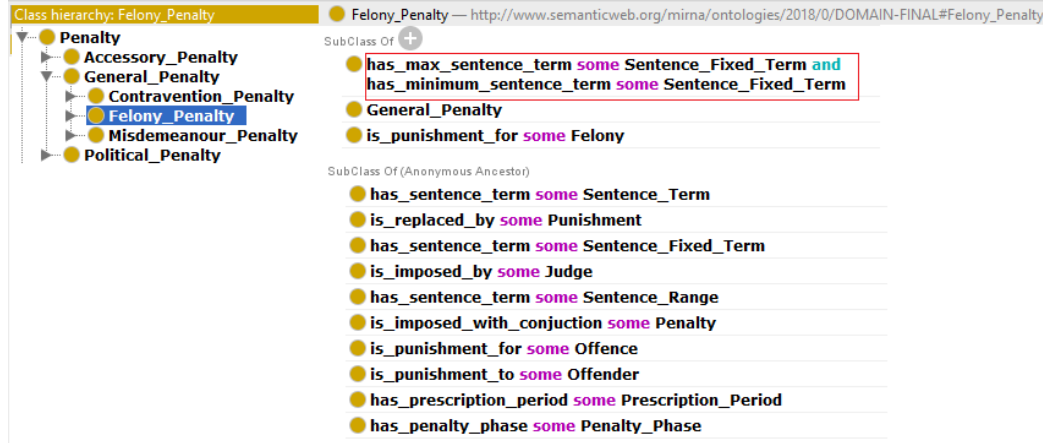 Class hierarchy: Felony_Penalty
Penalty
Accessory_Penalty
General_Penalty
Contravention_Penalty
Felony_Penalty
Misdemeanour_Penalty
Political_Penalty
Felony_Penalty — http://www.semanticweb.org/mirna/ontologies/2018/0/DOMAIN-FINAL#Felony_Penalty
SubClass Of
has_max_sentence_term some Sentence_Fixed_Term and
has_minimum_sentence_term some Sentence_Fixed_Term
General_Penalty
is_punishment_for some Felony
SubClass Of (Anonymous Ancestor)
has_sentence_term some Sentence_Term
is_replaced_by some Punishment
has_sentence_term some Sentence_Fixed_Term
is_imposed_by some Judge
has_sentence_term some Sentence_Range
is_imposed_with_conjuction some Penalty
is_punishment_for some Offence
is_punishment_to some Offender
has_prescription_period some Prescription_Period
has_penalty_phase some Penalty_Phase